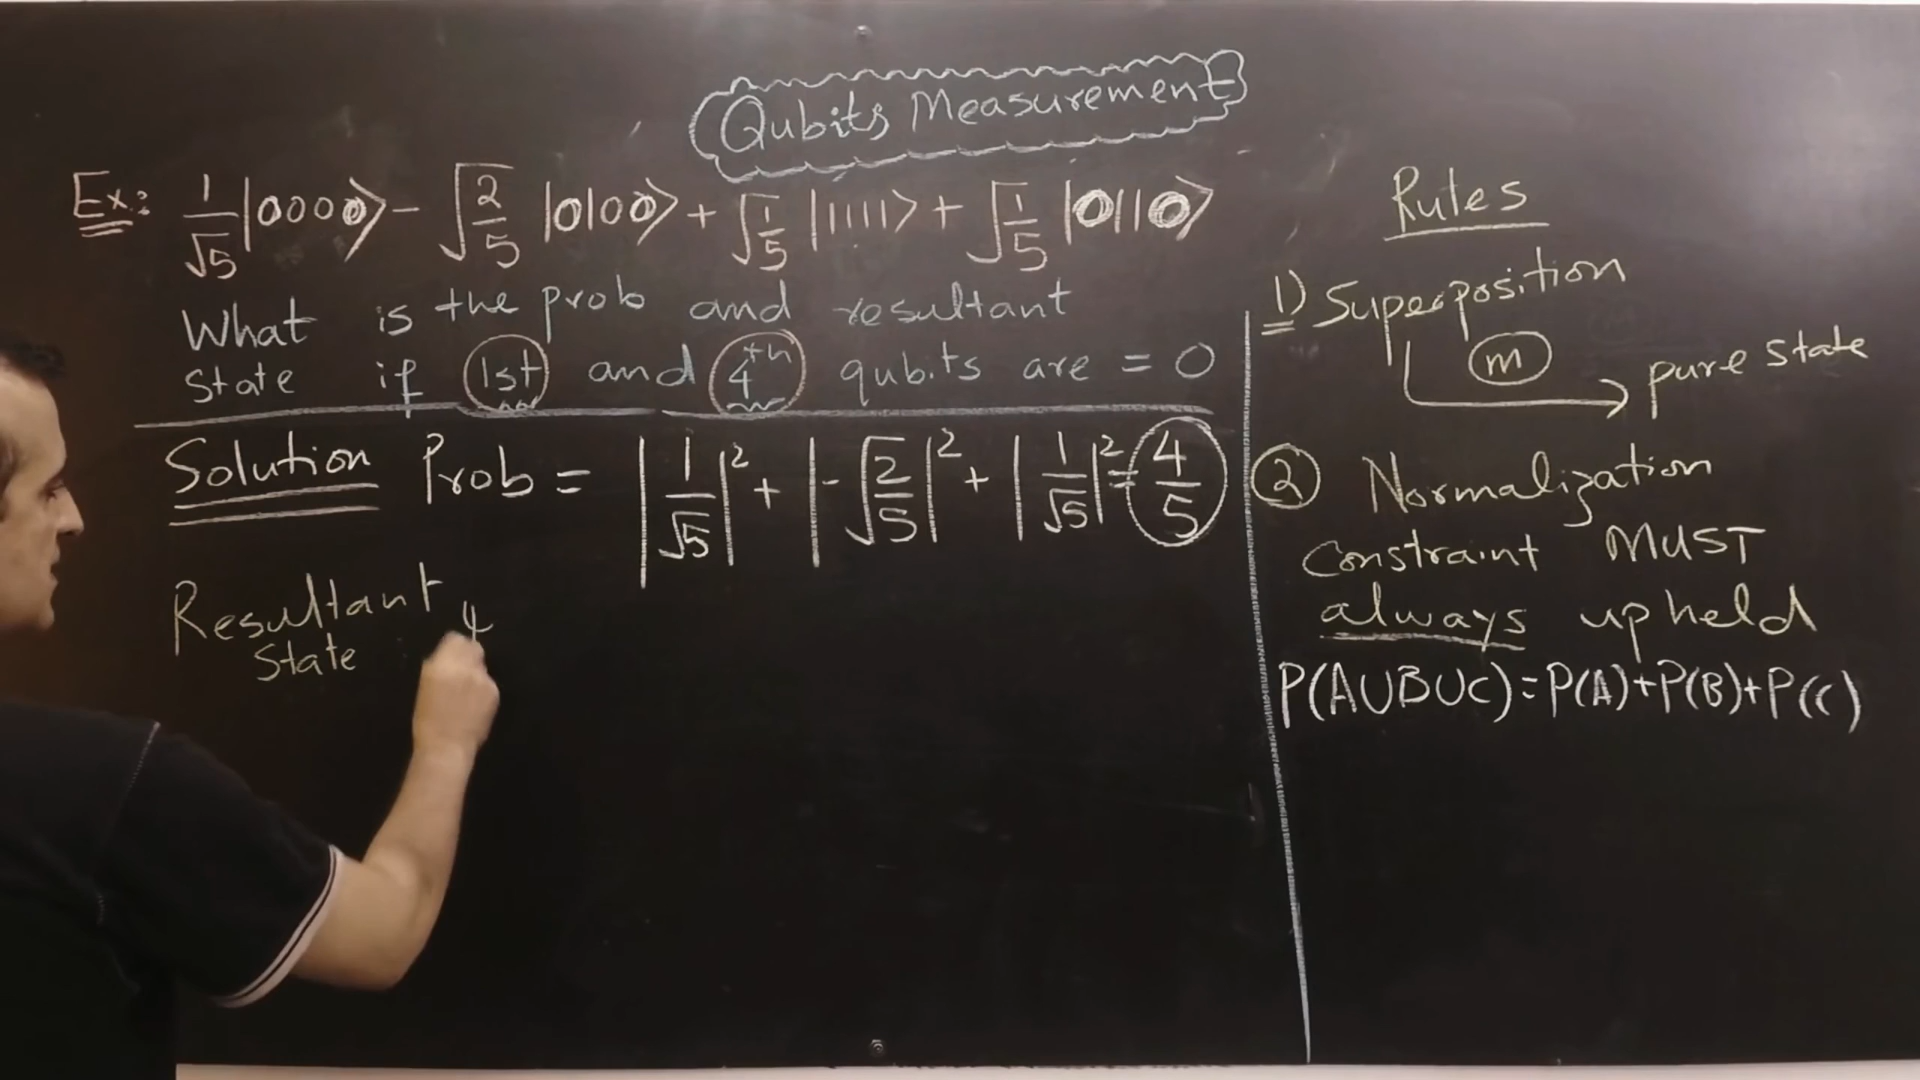 Qubits Measurement
Ex: 1/√5 |0000⟩ - √2/5 |0100⟩ + √1/5 |1111⟩ + √1/5 |0110⟩
What is the prob and resultant
state if 1st and 4th qubits are = 0
Solution Prob = |1/√5|² + |-√2/5|² + |1/√5|² = 4/5
Resultant
State
Rules
1) Superposition
m
pure state
2 Normalization
Constraint MUST
always upheld
P(AUBUC)=P(A)+P(B)+P(C)